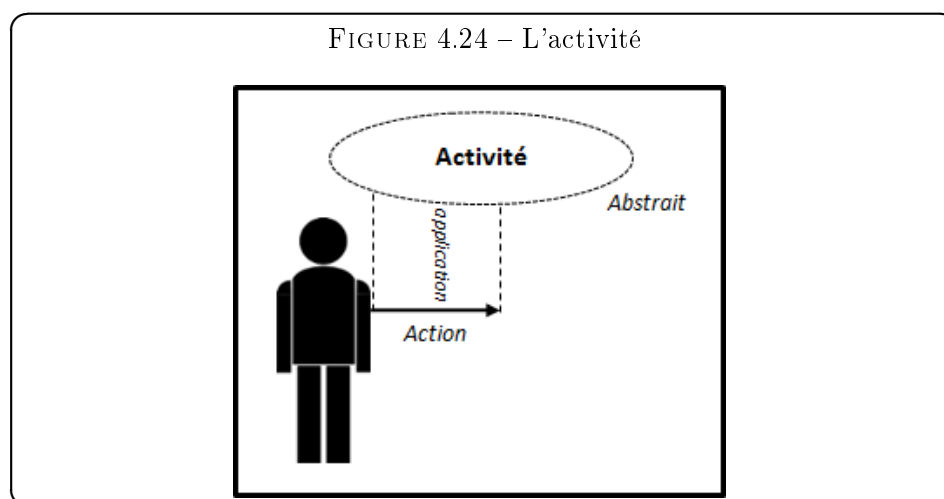 FIGURE 4.24 – L'activité
Activité
Abstrait
application
Action